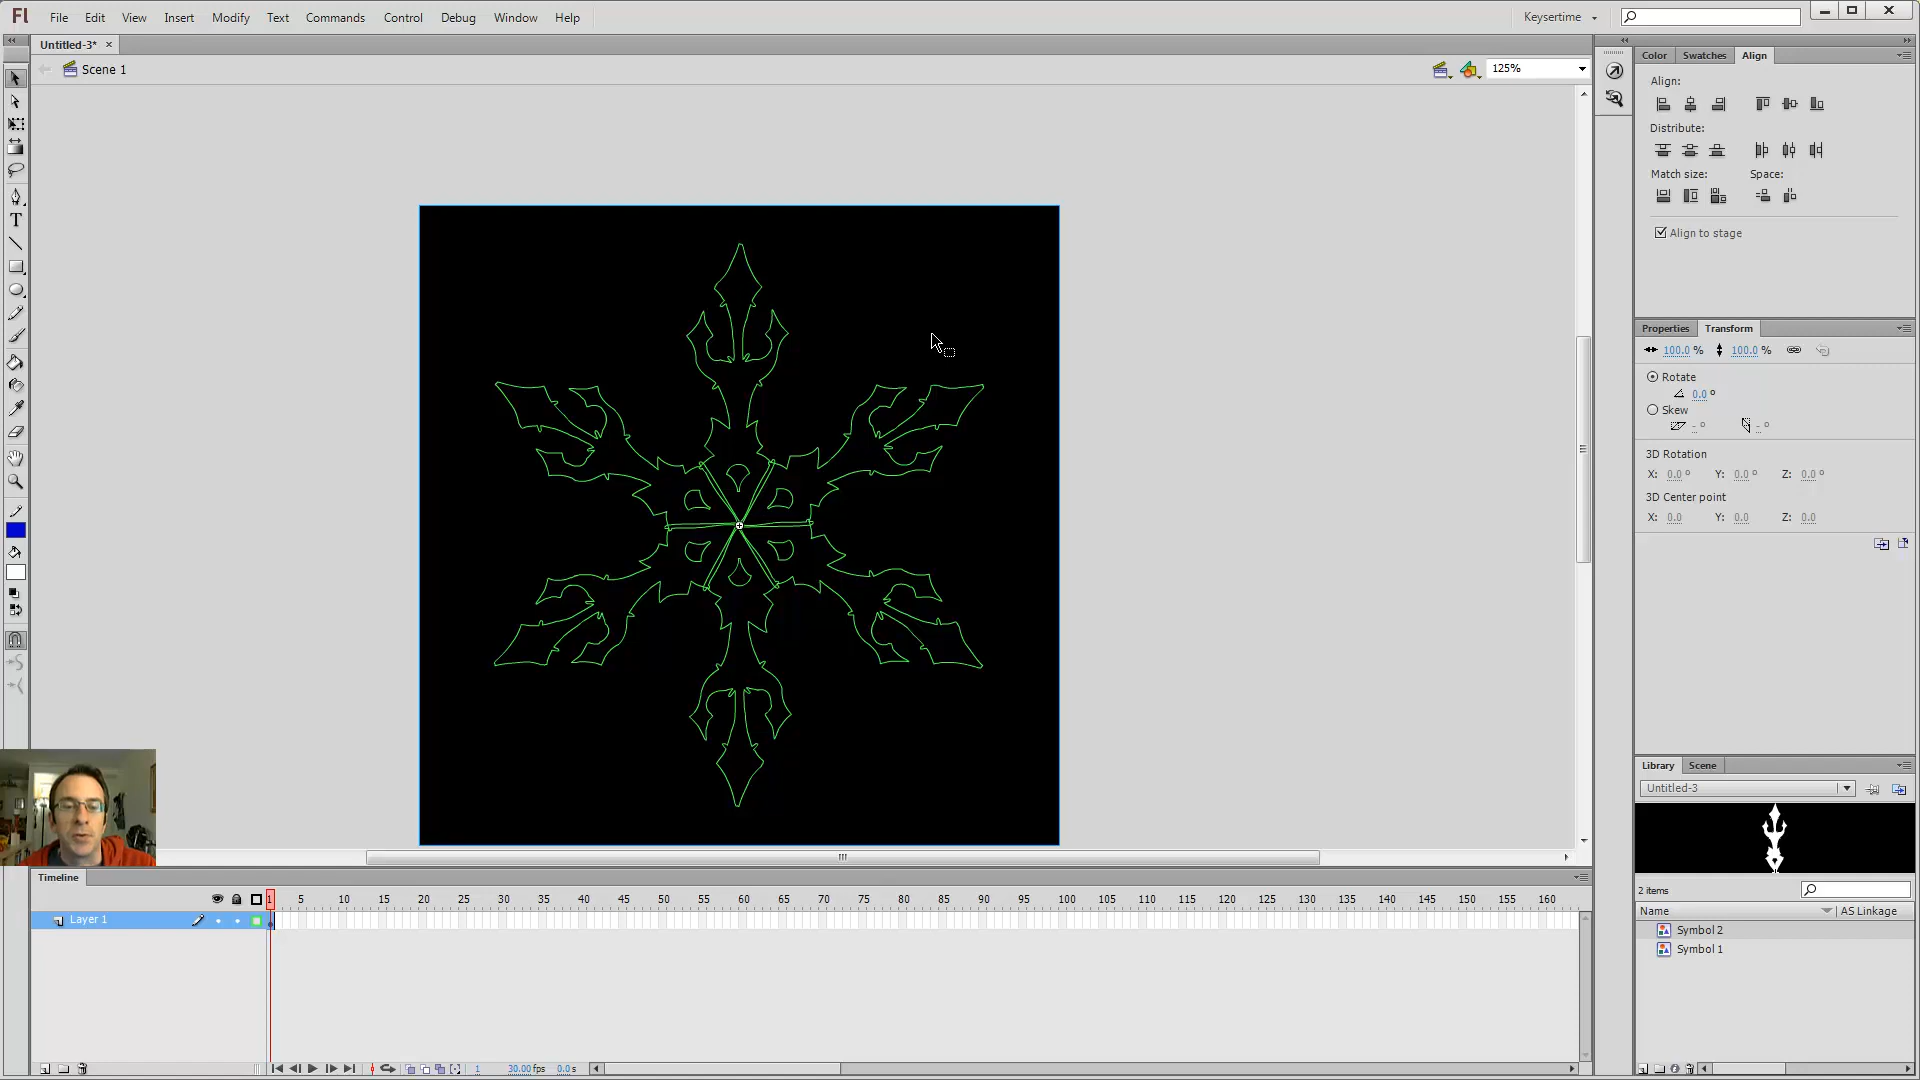 Fl File Edit View Insert Modify Text Commands Control Debug Window Help Keysertime
Untitled-3* ×
Scene 1 125%
Color Swatches Align
Align:
Distribute:
Match size: Space:
Align to stage
Properties Transform
100.0 % 100.0 %
Rotate
0.0 °
Skew
- ° - °
3D Rotation
X: 0.0 ° Y: 0.0 ° Z: 0.0 °
3D Center point
X: 0.0 Y: 0.0 Z: 0.0
Library Scene
Untitled-3
2 items
Name AS Linkage
Symbol 2
Symbol 1
Timeline
1 5 10 15 20 25 30 35 40 45 50 55 60 65 70 75 80 85 90 95 100 105 110 115 120 125 130 135 140 145 150 155 160
Layer 1
1 30.00 fps 0.0 s